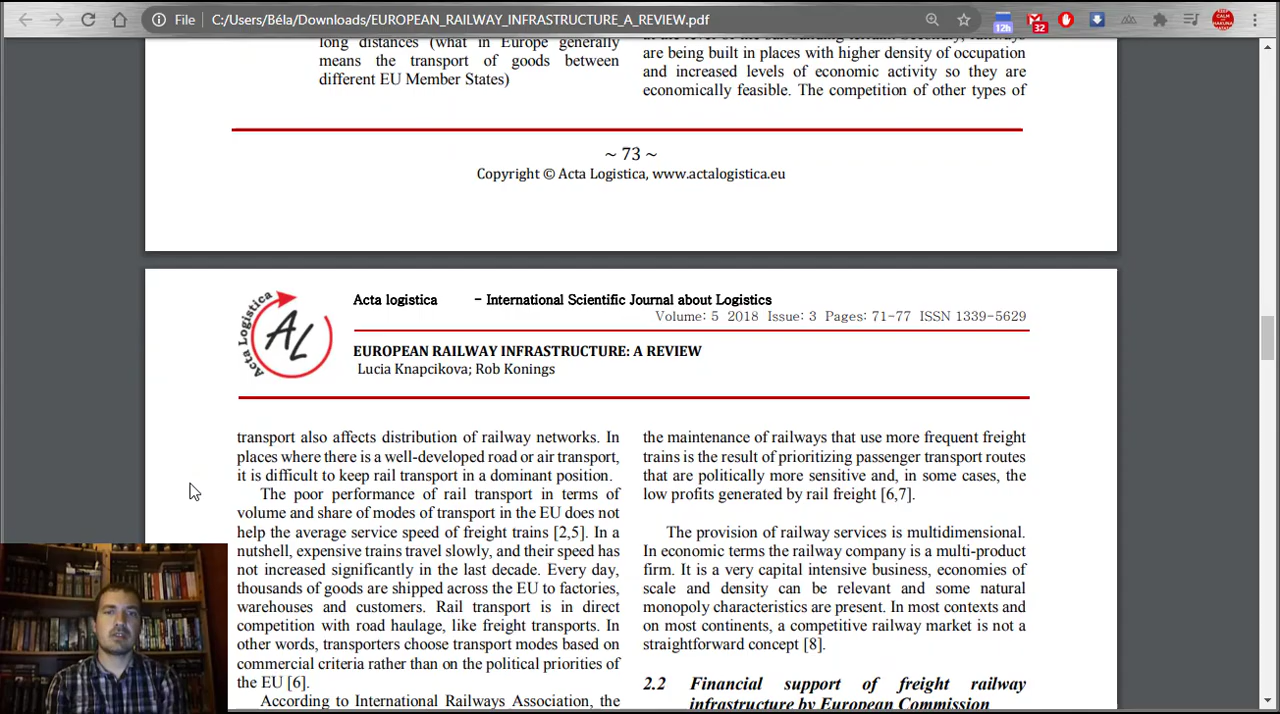 File
C:/Users/Béla/Downloads/EUROPEAN_RAILWAY_INFRASTRUCTURE_A_REVIEW.pdf
12h
32
long distances (what in Europe generally
means the transport of goods between
different EU Member States)
are being built in places with higher density of occupation
and increased levels of economic activity so they are
economically feasible. The competition of other types of
~ 73 ~
Copyright © Acta Logistica, www.actalogistica.eu
Acta Logistica
AL
Acta logistica - International Scientific Journal about Logistics
Volume: 5 2018 Issue: 3 Pages: 71-77 ISSN 1339-5629
EUROPEAN RAILWAY INFRASTRUCTURE: A REVIEW
Lucia Knapcikova; Rob Konings
transport also affects distribution of railway networks. In
places where there is a well-developed road or air transport,
it is difficult to keep rail transport in a dominant position.
The poor performance of rail transport in terms of
volume and share of modes of transport in the EU does not
help the average service speed of freight trains [2,5]. In a
nutshell, expensive trains travel slowly, and their speed has
not increased significantly in the last decade. Every day,
thousands of goods are shipped across the EU to factories,
warehouses and customers. Rail transport is in direct
competition with road haulage, like freight transports. In
other words, transporters choose transport modes based on
commercial criteria rather than on the political priorities of
the EU [6].
According to International Railways Association, the
the maintenance of railways that use more frequent freight
trains is the result of prioritizing passenger transport routes
that are politically more sensitive and, in some cases, the
low profits generated by rail freight [6,7].
The provision of railway services is multidimensional.
In economic terms the railway company is a multi-product
firm. It is a very capital intensive business, economies of
scale and density can be relevant and some natural
monopoly characteristics are present. In most contexts and
on most continents, a competitive railway market is not a
straightforward concept [8].
2.2 Financial support of freight railway
infrastructure by European Commission